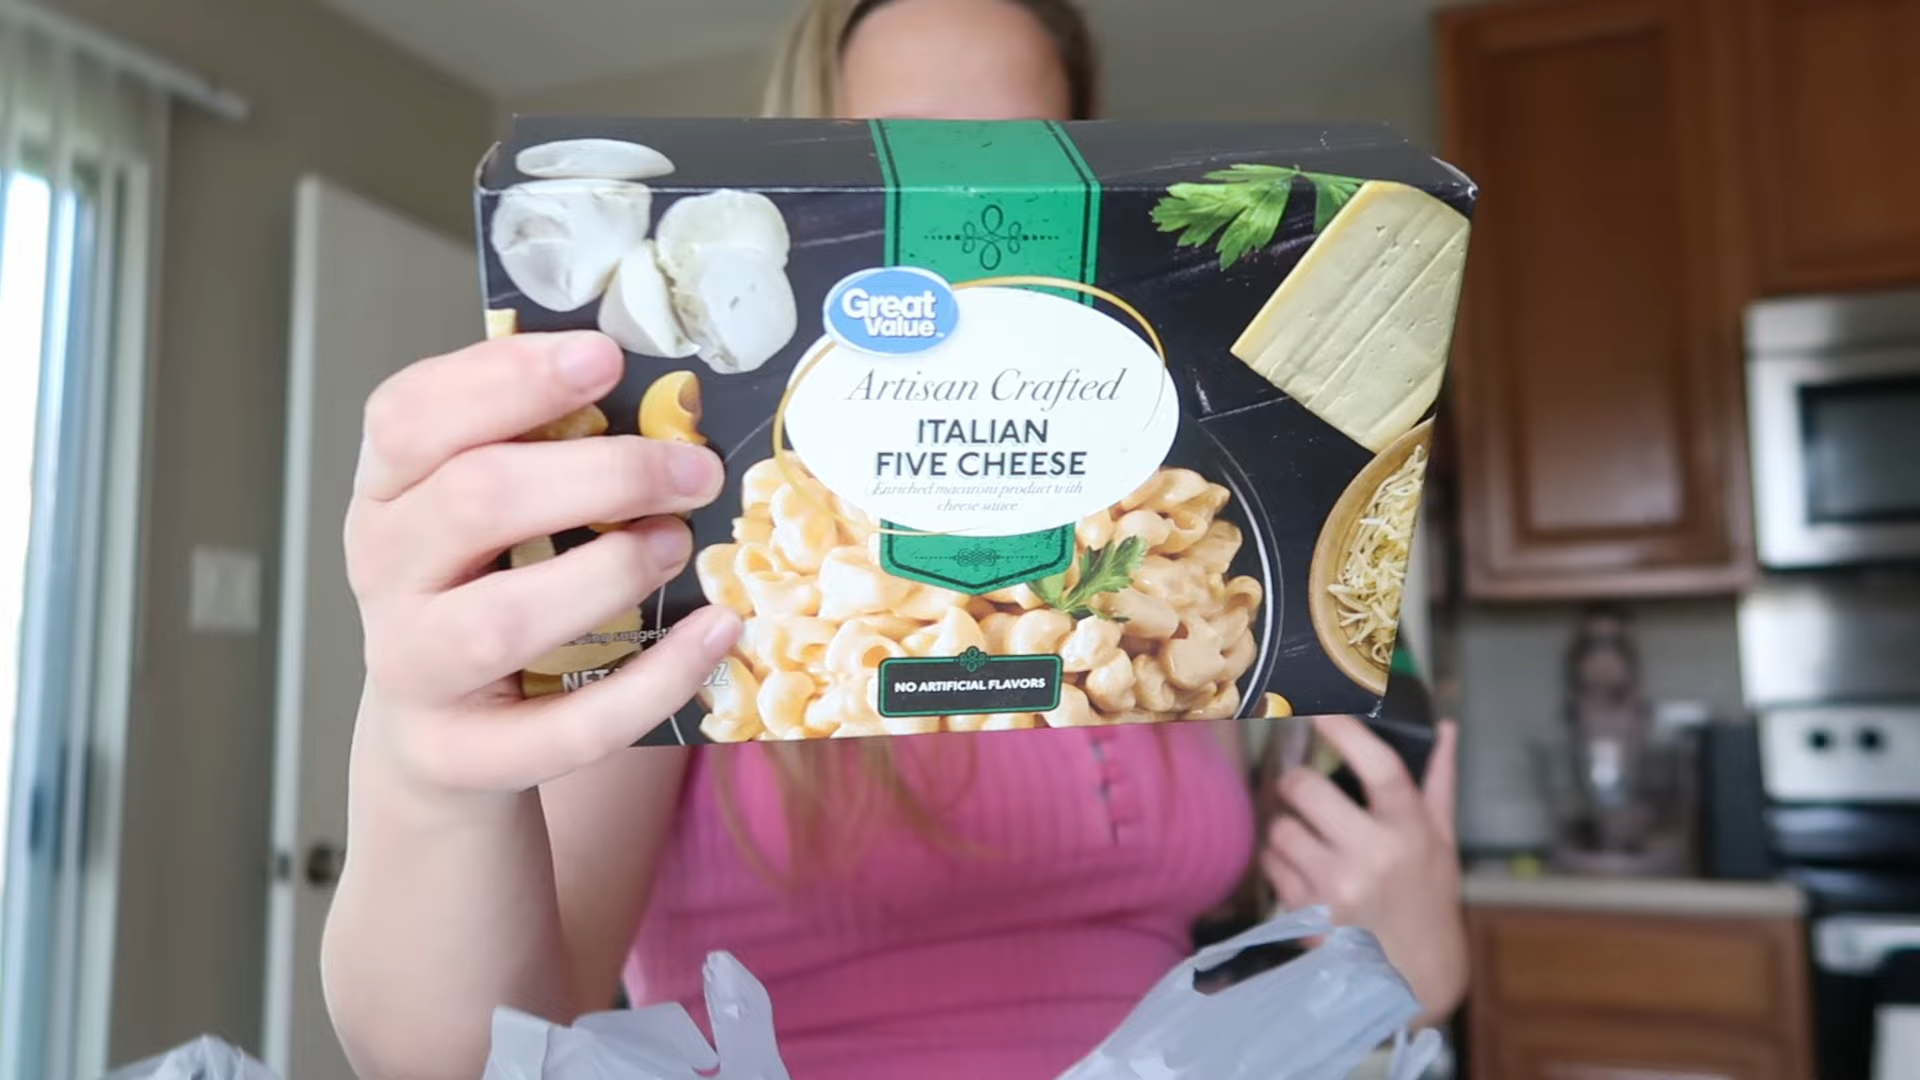 Great
Value
Artisan Crafted
ITALIAN
FIVE CHEESE
Enriched macaroni product with
cheese sauce
NO ARTIFICIAL FLAVORS